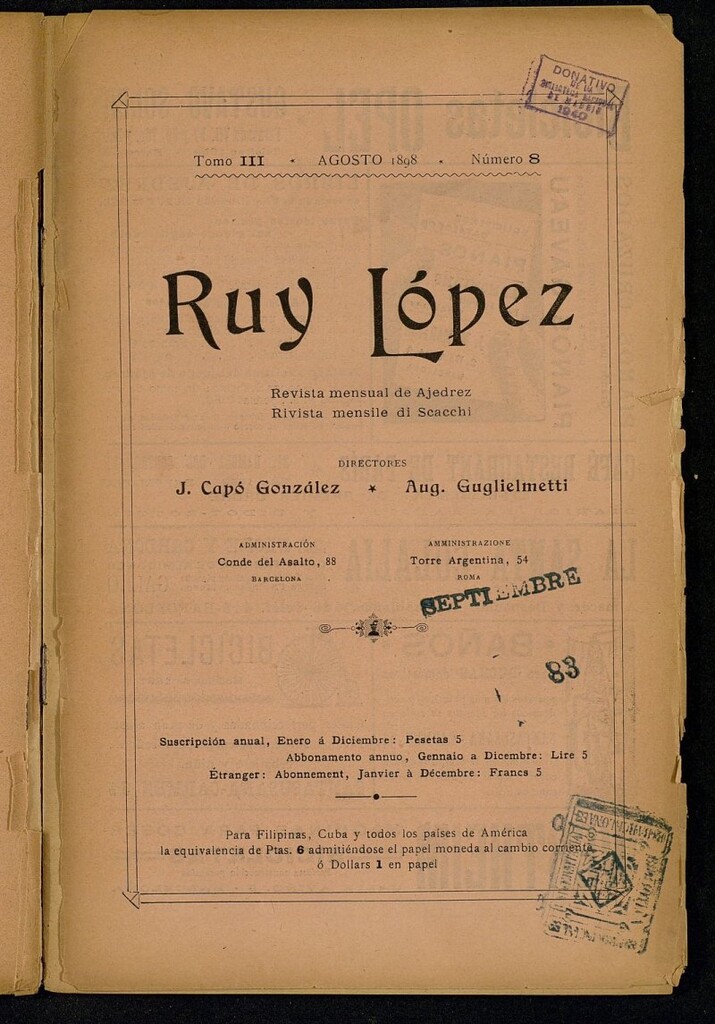 DONATIVO
1940
Tomo III - AGOSTO 1898 - Número 8
Ruy López
Revista mensual de Ajedrez
Rivista mensile di Scacchi
DIRECTORES
J. Capó González ★ Aug. Guglielmetti
ADMINISTRACIÓN
Conde del Asalto, 88
BARCELONA
AMMINISTRAZIONE
Torre Argentina, 54
ROMA
SEPTIEMBRE
83
Suscripción anual, Enero á Diciembre: Pesetas 5
Abbonamento annuo, Gennaio a Dicembre: Lire 5
Étranger: Abonnement, Janvier à Décembre: Francs 5
Para Filipinas, Cuba y todos los países de América
la equivalencia de Ptas. 6 admitiéndose el papel moneda al cambio corriente
ó Dollars 1 en papel